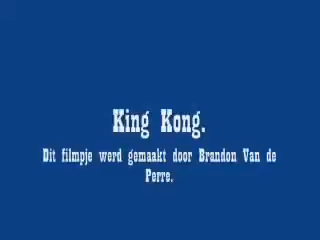 King Kong.
Dit filmpje werd gemaakt door Brandon Van de
Perre.